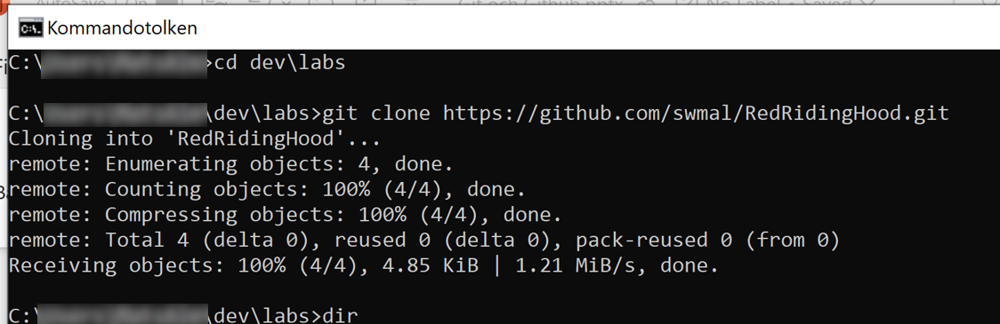 Kommandotolken
C:\>cd dev\labs
C:\\dev\labs>git clone https://github.com/swmal/RedRidingHood.git
Cloning into 'RedRidingHood'...
remote: Enumerating objects: 4, done.
remote: Counting objects: 100% (4/4), done.
remote: Compressing objects: 100% (4/4), done.
remote: Total 4 (delta 0), reused 0 (delta 0), pack-reused 0 (from 0)
Receiving objects: 100% (4/4), 4.85 KiB | 1.21 MiB/s, done.
C:\\dev\labs>dir